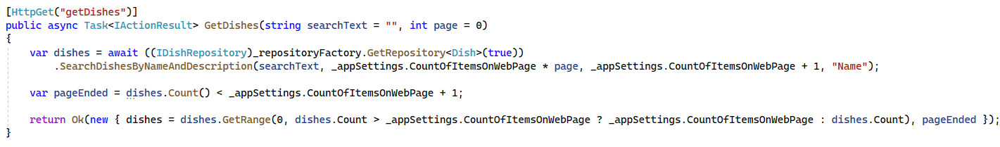 [HttpGet("getDishes")]
public async Task<IActionResult> GetDishes(string searchText = "", int page = 0)
{
    var dishes = await ((IDishRepository)_repositoryFactory.GetRepository<Dish>(true))
        .SearchDishesByNameAndDescription(searchText, _appSettings.CountOfItemsOnWebPage * page, _appSettings.CountOfItemsOnWebPage + 1, "Name");
    var pageEnded = dishes.Count() < _appSettings.CountOfItemsOnWebPage + 1;
    return Ok(new { dishes = dishes.GetRange(0, dishes.Count > _appSettings.CountOfItemsOnWebPage ? _appSettings.CountOfItemsOnWebPage : dishes.Count), pageEnded });
}